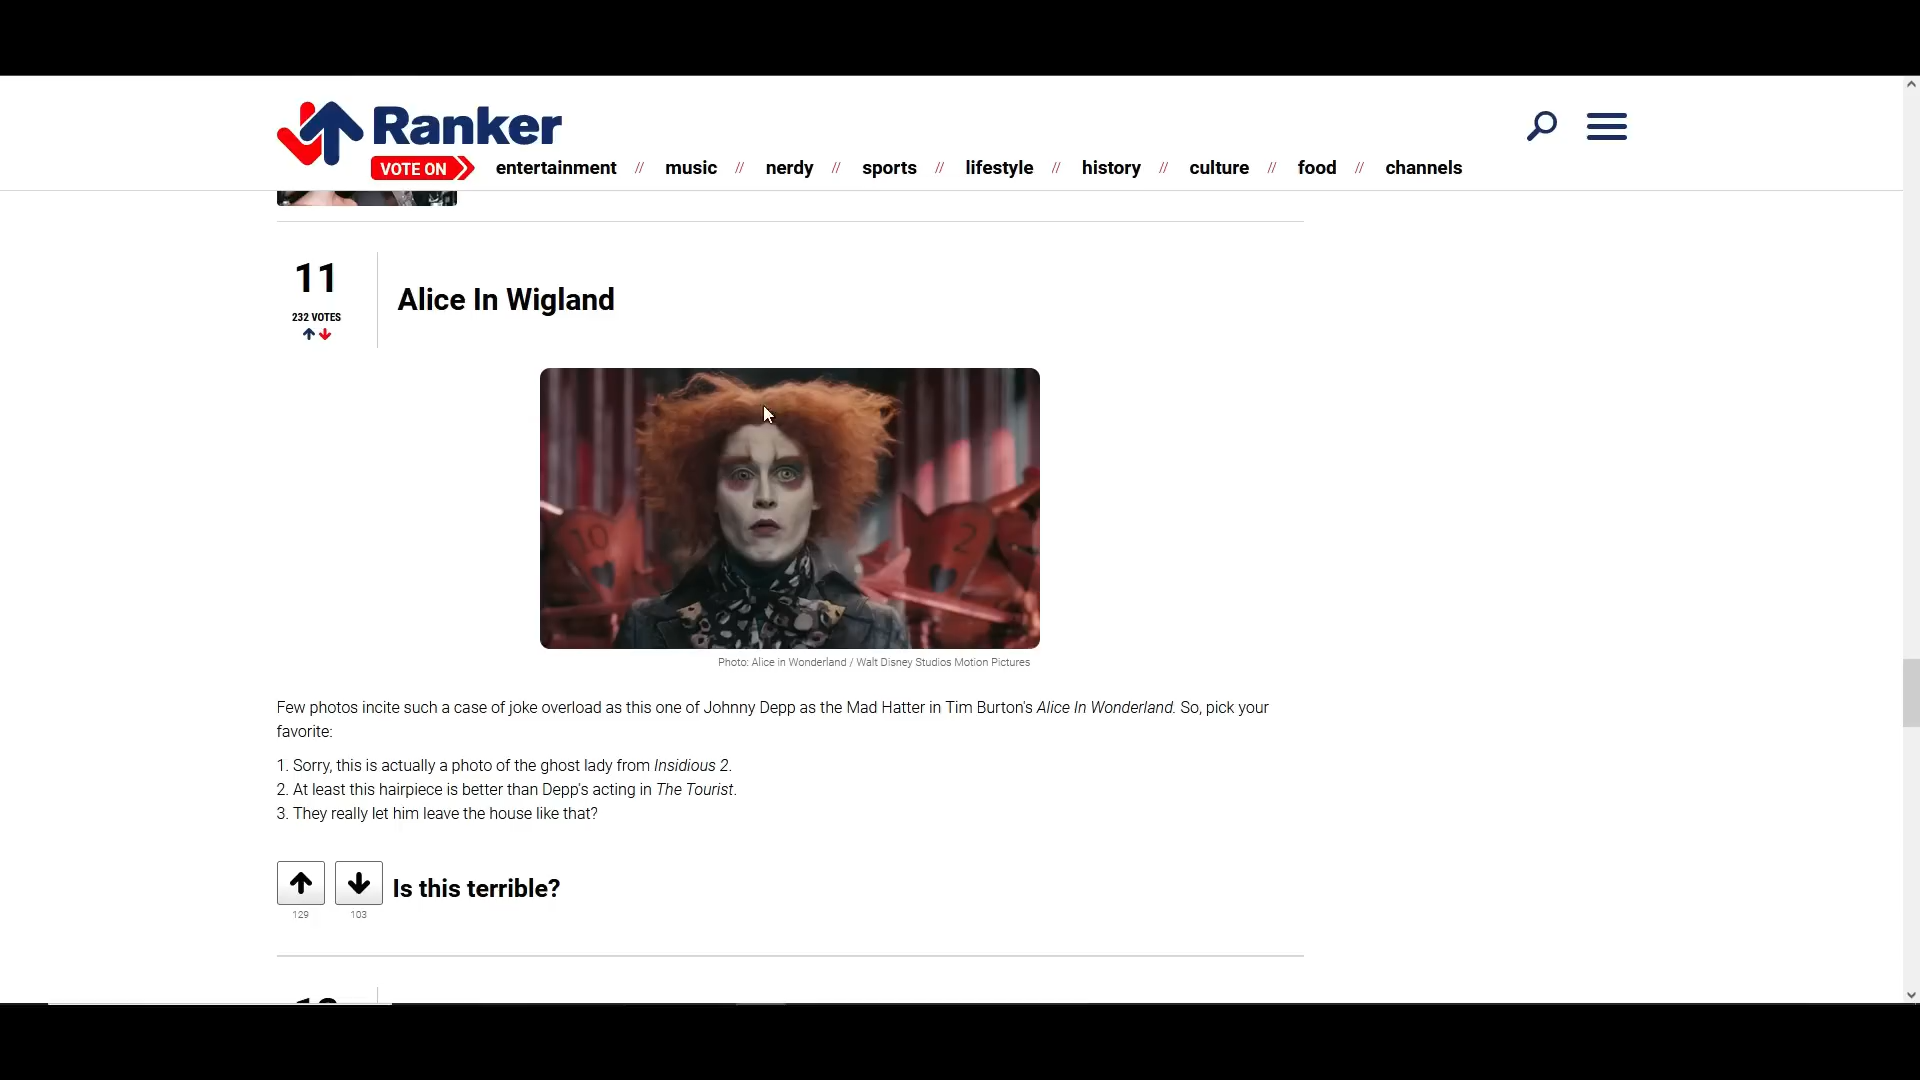 Ranker
VOTE ON entertainment // music // nerdy // sports // lifestyle // history // culture // food // channels
11
Alice In Wigland
232 VOTES
10
2
Photo: Alice in Wonderland / Walt Disney Studios Motion Pictures
Few photos incite such a case of joke overload as this one of Johnny Depp as the Mad Hatter in Tim Burton's Alice In Wonderland. So, pick your
favorite:
1. Sorry, this is actually a photo of the ghost lady from Insidious 2.
2. At least this hairpiece is better than Depp's acting in The Tourist.
3. They really let him leave the house like that?
Is this terrible?
129 103